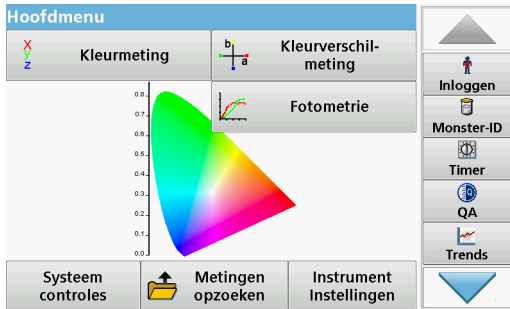 Hoofdmenu
X
y
z
Kleurmeting
b
a
Kleurverschil-
meting
Fotometrie
0.8
0.7
0.6
0.5
0.4
0.3
0.2
0.1
0.0
Systeem
controles
Metingen
opzoeken
Instrument
Instellingen
Inloggen
Monster-ID
Timer
QA
Trends